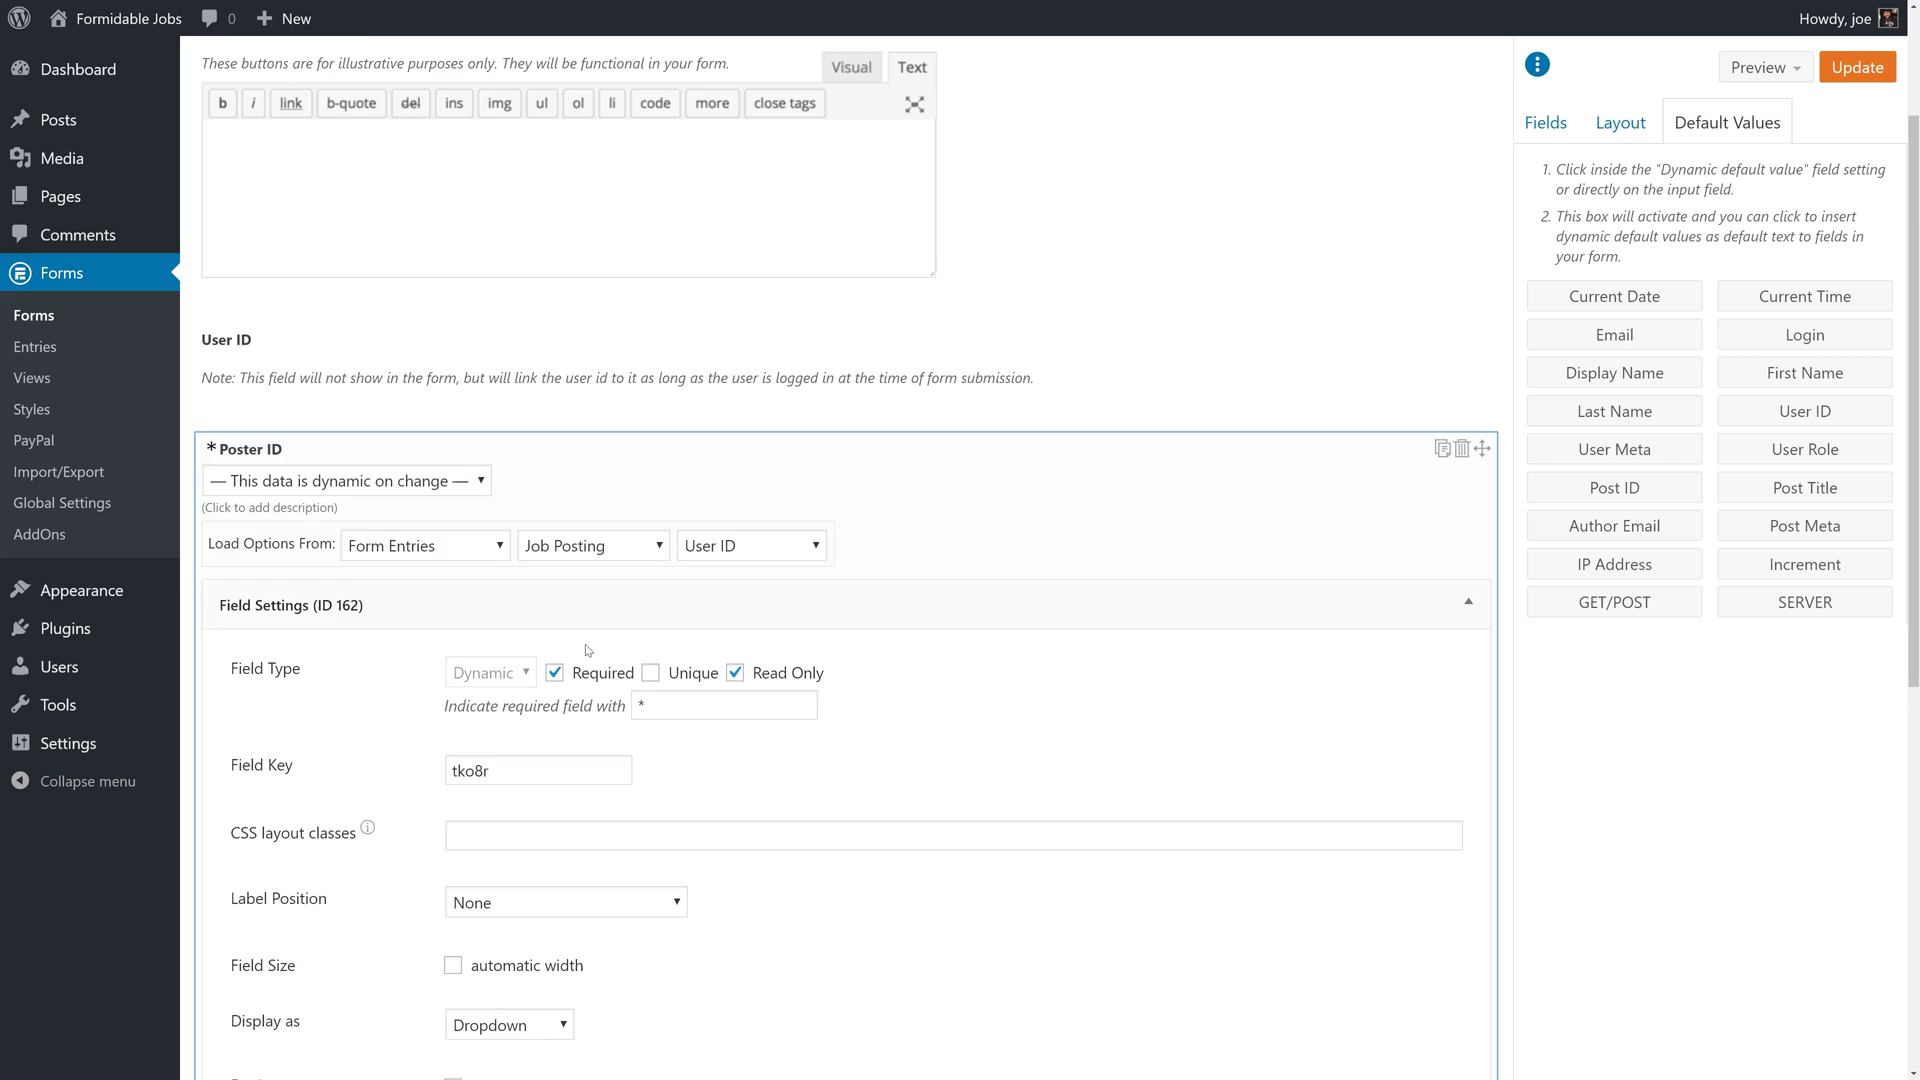 Formidable Jobs
0
New
Howdy, joe
Dashboard
Posts
Media
Pages
Comments
Forms
Forms
Entries
Views
Styles
PayPal
Import/Export
Global Settings
AddOns
Appearance
Plugins
Users
Tools
Settings
Collapse menu
These buttons are for illustrative purposes only. They will be functional in your form.
Visual
Text
b
i
link
b-quote
del
ins
img
ul
ol
li
code
more
close tags
User ID
Note: This field will not show in the form, but will link the user id to it as long as the user is logged in at the time of form submission.
* Poster ID
— This data is dynamic on change —
(Click to add description)
Load Options From:
Form Entries
Job Posting
User ID
Field Settings (ID 162)
Field Type
Dynamic
Required
Unique
Read Only
Indicate required field with
*
Field Key
tko8r
CSS layout classes
Label Position
None
Field Size
automatic width
Display as
Dropdown
Preview
Update
Fields
Layout
Default Values
1. Click inside the "Dynamic default value" field setting
or directly on the input field.
2. This box will activate and you can click to insert
dynamic default values as default text to fields in
your form.
Current Date
Current Time
Email
Login
Display Name
First Name
Last Name
User ID
User Meta
User Role
Post ID
Post Title
Author Email
Post Meta
IP Address
Increment
GET/POST
SERVER